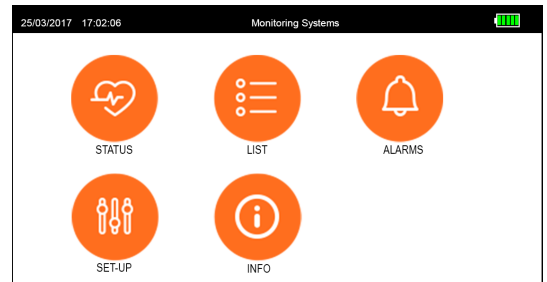 25/03/2017 17:02:06 Monitoring Systems
STATUS LIST ALARMS
SET-UP INFO